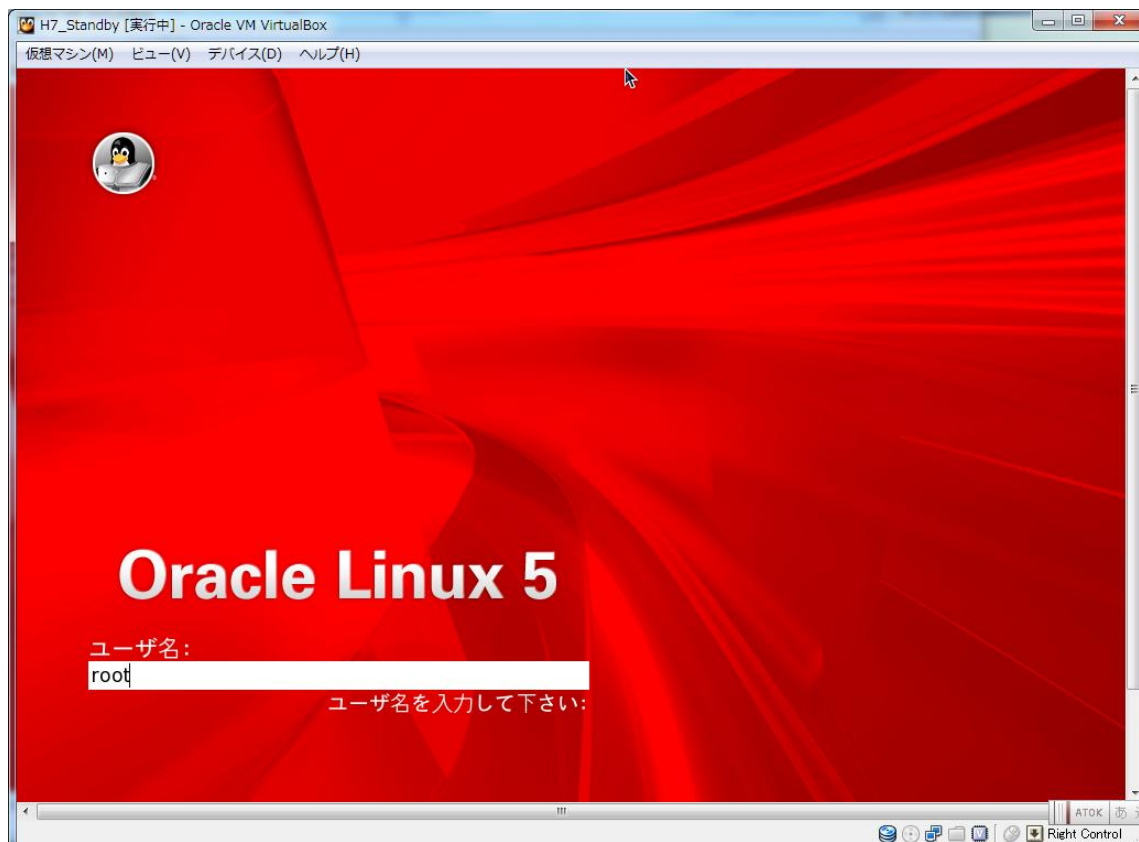 H7_Standby [実行中] - Oracle VM VirtualBox
仮想マシン(M) ビュー(V) デバイス(D) ヘルプ(H)
Oracle Linux 5
ユーザ名:
root
ユーザ名を入力して下さい:
ATOK あ
Right Control